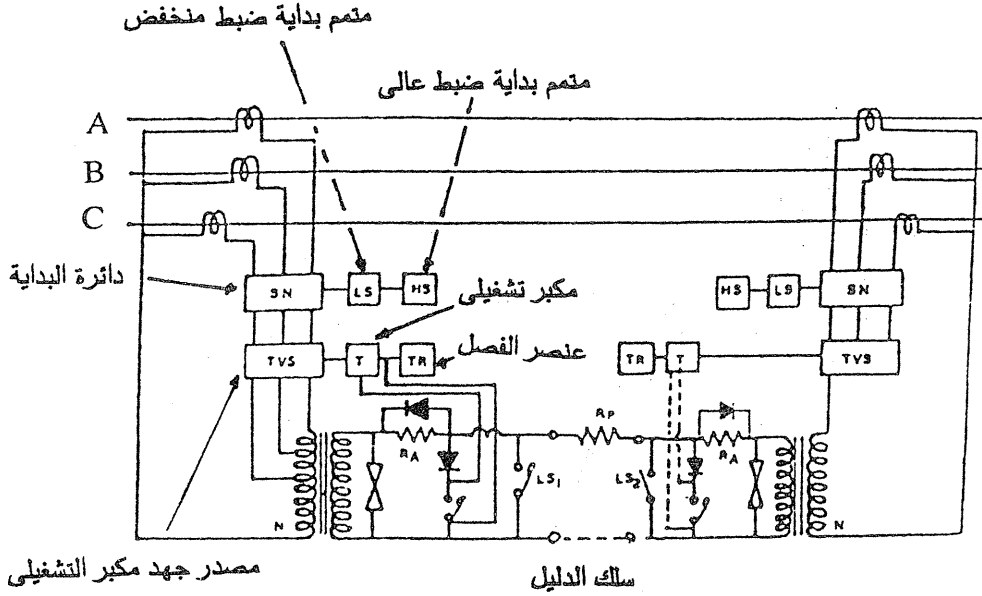 متمم بداية ضبط منخفض
متمم بداية ضبط عالى
A
B
C
دائرة البداية
SN
LS
HS
HS
LS
SN
مكبر تشغيلى
عنصر الفصل
TVS
T
TR
TR
T
TVS
RA
LS1
RP
LS2
RA
N
N
مصدر جهد مكبر التشغيلى
سلك الدليل